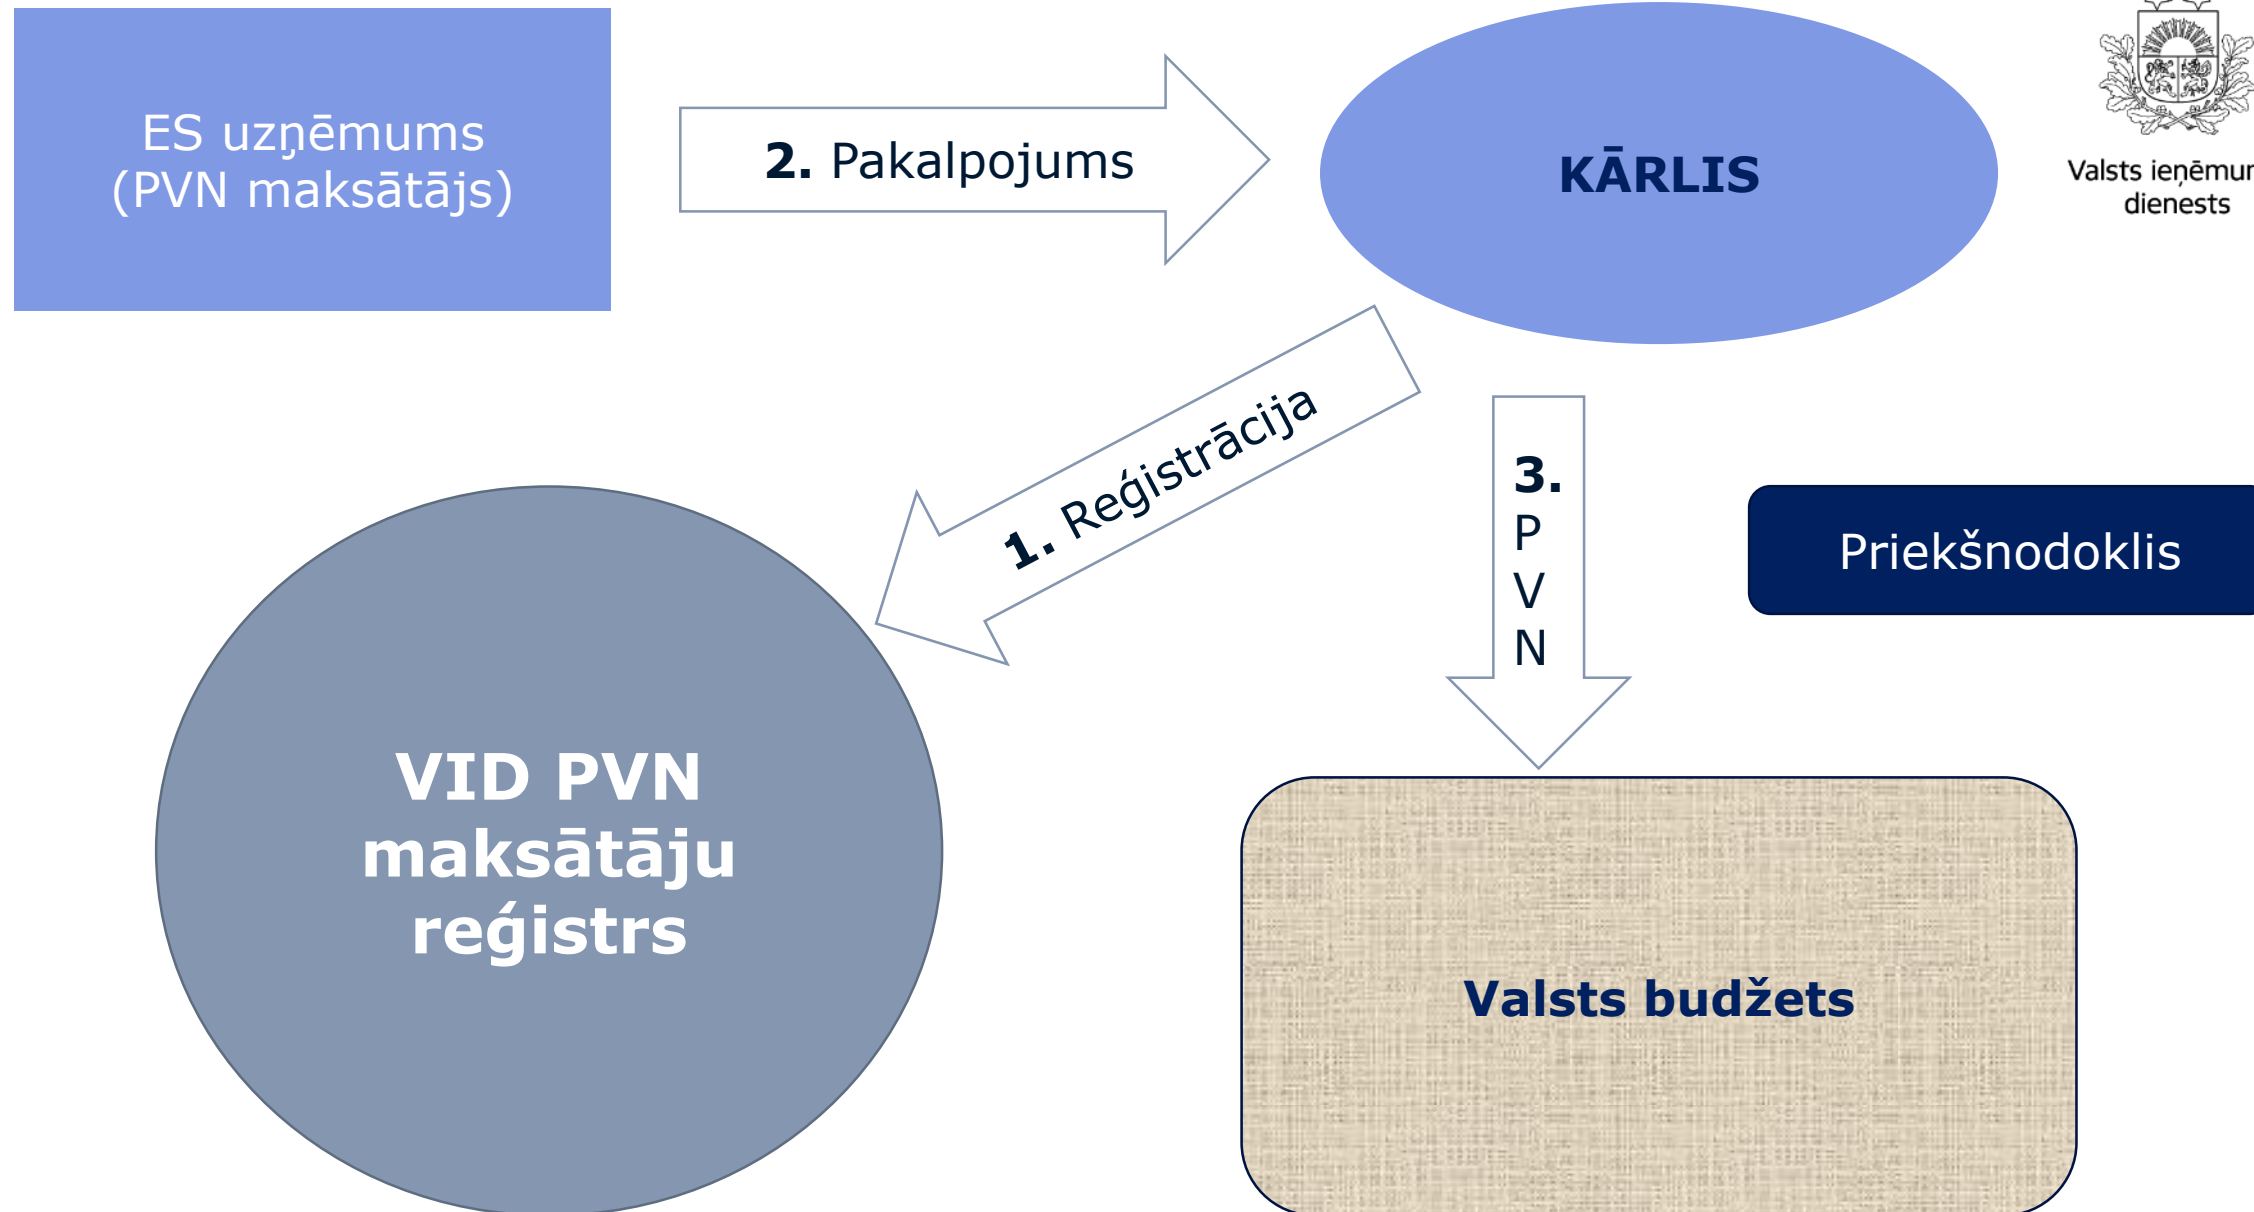 ES uzņēmums
(PVN maksātājs)
2. Pakalpojums
KĀRLIS
Valsts ieņēmum
dienests
1. Reģistrācija
3.
P
V
N
Priekšnodoklis
VID PVN
maksātāju
reģistrs
Valsts budžets